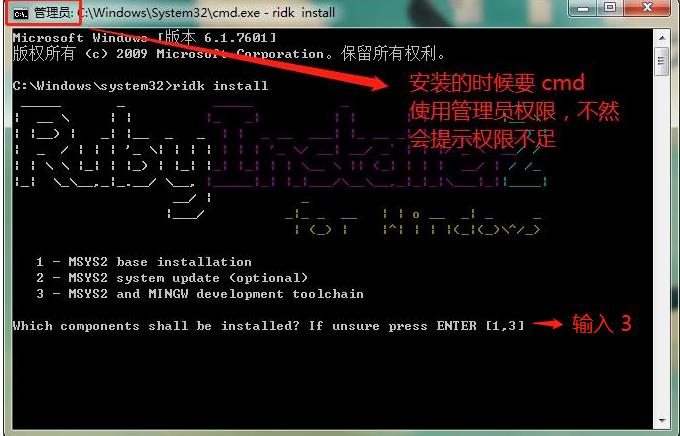 管理员: C:\Windows\System32\cmd.exe - ridk install
Microsoft Windows [版本 6.1.7601]
版权所有 (c) 2009 Microsoft Corporation。保留所有权利。
C:\Windows\system32>ridk install
安装的时候要 cmd
使用管理员权限，不然
会提示权限不足
RubyInstaller2
for Windows
1 - MSYS2 base installation
2 - MSYS2 system update (optional)
3 - MSYS2 and MINGW development toolchain
Which components shall be installed? If unsure press ENTER [1,3]
输入 3